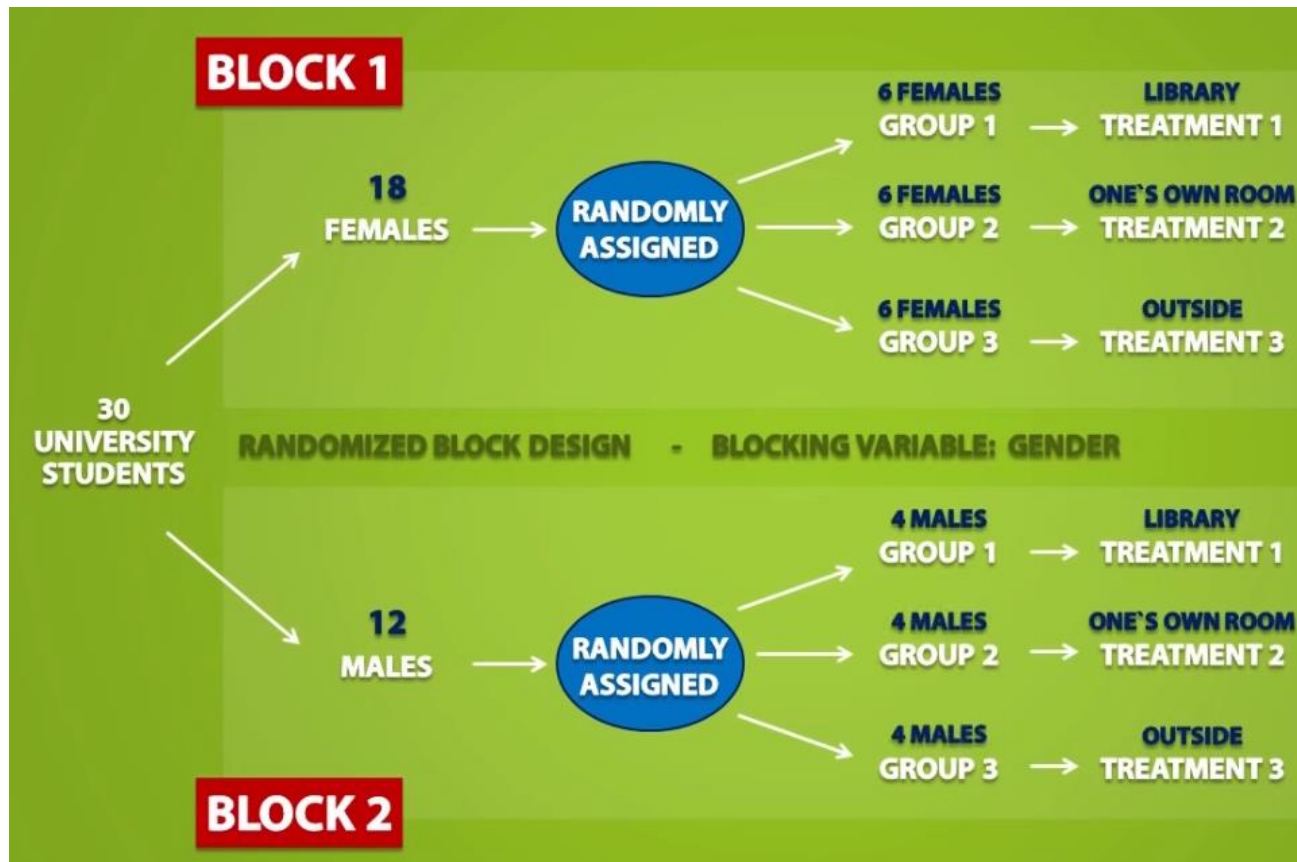 BLOCK 1
18
FEMALES
RANDOMLY
ASSIGNED
6 FEMALES
GROUP 1
LIBRARY
TREATMENT 1
6 FEMALES
GROUP 2
ONE`S OWN ROOM
TREATMENT 2
6 FEMALES
GROUP 3
OUTSIDE
TREATMENT 3
30
UNIVERSITY
STUDENTS
RANDOMIZED BLOCK DESIGN - BLOCKING VARIABLE: GENDER
12
MALES
RANDOMLY
ASSIGNED
4 MALES
GROUP 1
LIBRARY
TREATMENT 1
4 MALES
GROUP 2
ONE`S OWN ROOM
TREATMENT 2
4 MALES
GROUP 3
OUTSIDE
TREATMENT 3
BLOCK 2